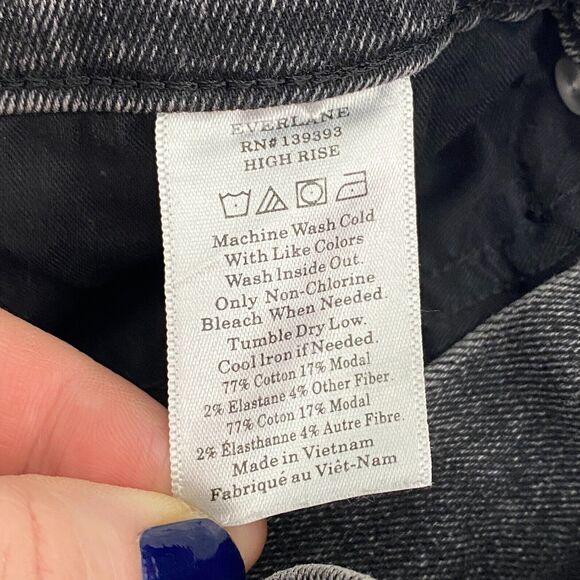 EVERLANE
RN# 139393
HIGH RISE
Machine Wash Cold
With Like Colors
Wash Inside Out.
Only Non-Chlorine
Bleach When Needed.
Tumble Dry Low.
Cool Iron if Needed.
77% Cotton 17% Modal
2% Elastane 4% Other Fiber.
77% Coton 17% Modal
2% Élasthanne 4% Autre Fibre.
Made in Vietnam
Fabriqué au Viêt-Nam